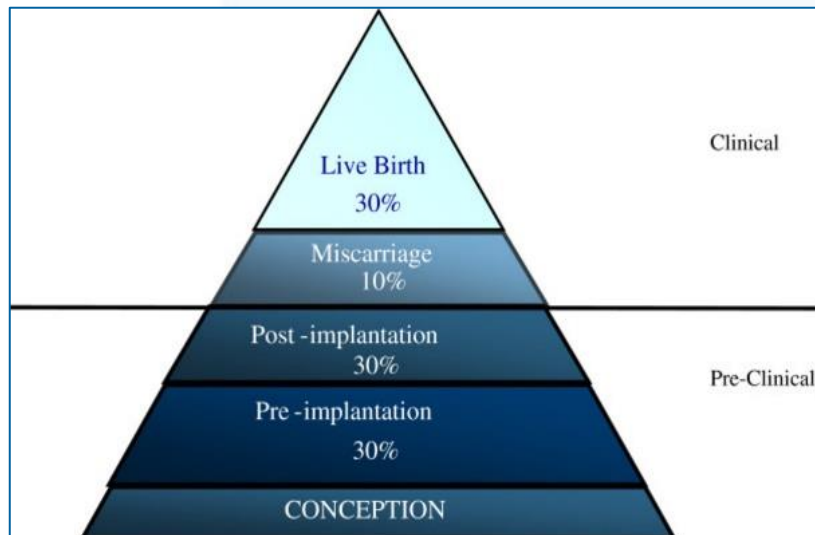 Clinical
Live Birth
30%
Miscarriage
10%
Post -implantation
30%
Pre-Clinical
Pre -implantation
30%
CONCEPTION